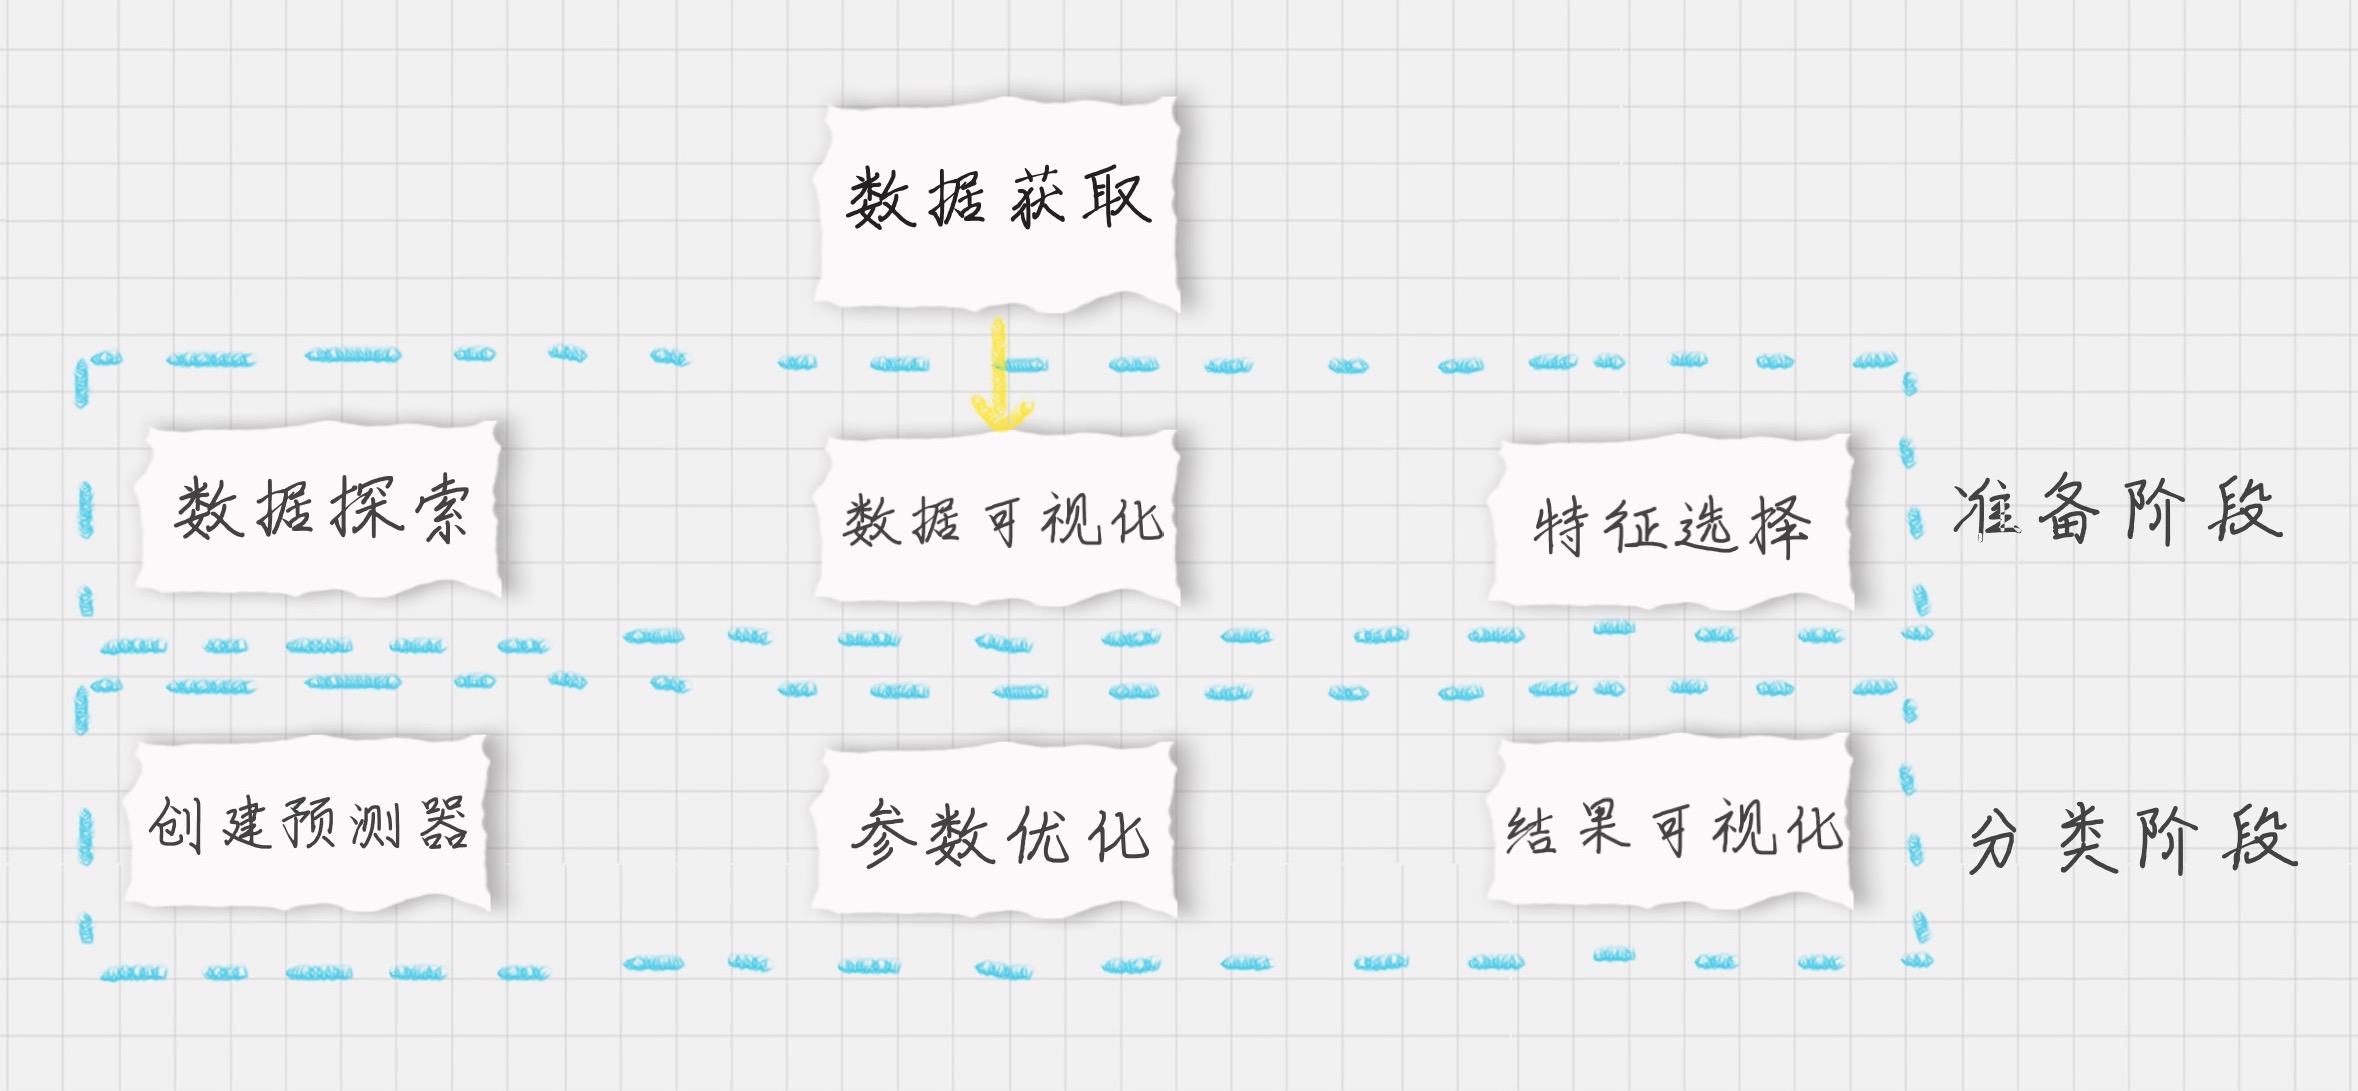 数据获取
数据探索
数据可视化
特征选择
准备阶段
创建预测器
参数优化
结果可视化
分类阶段